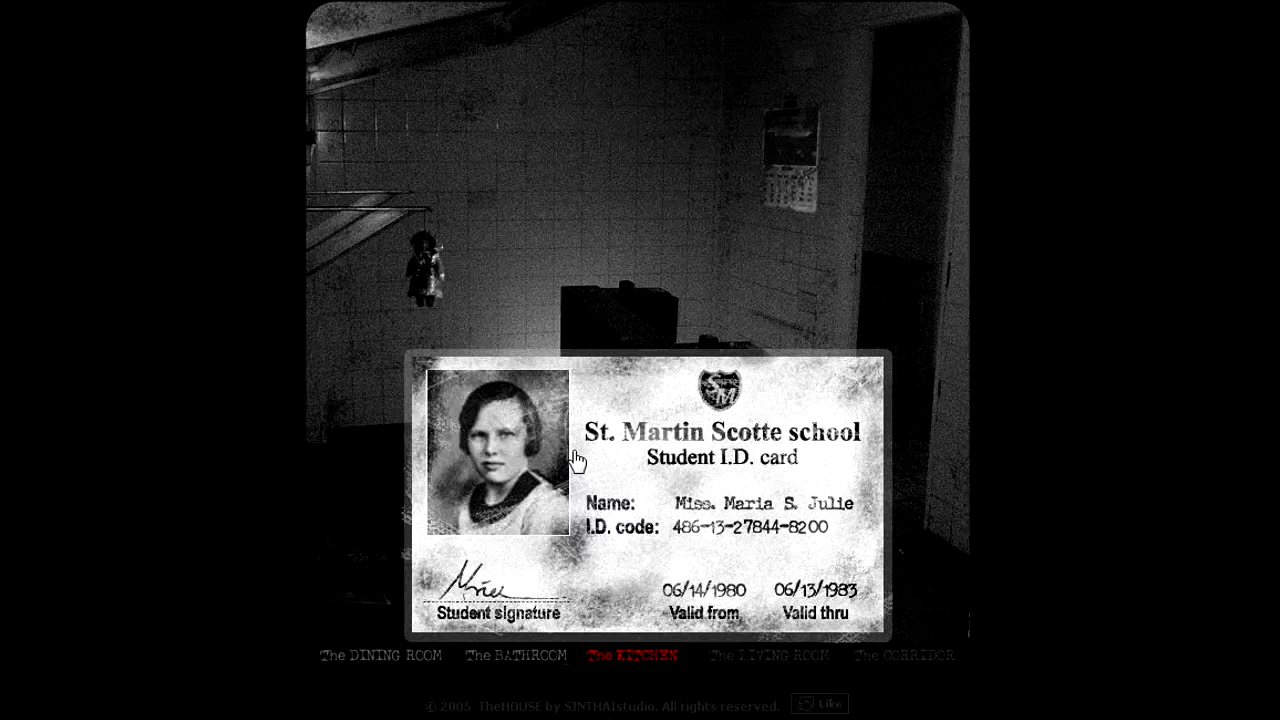 SM
St. Martin Scotte school
Student I.D. card
Name: Miss. Maria S. Julie
I.D. code: 486-13-27844-8200
06/14/1980 06/13/1983
Student signature Valid from Valid thru
The DINING ROOM The BATHROOM The KITCHEN The LIVING ROOM The CORRIDOR
© 2005 TheHOUSE by SINTHAIstudio. All rights reserved. Like